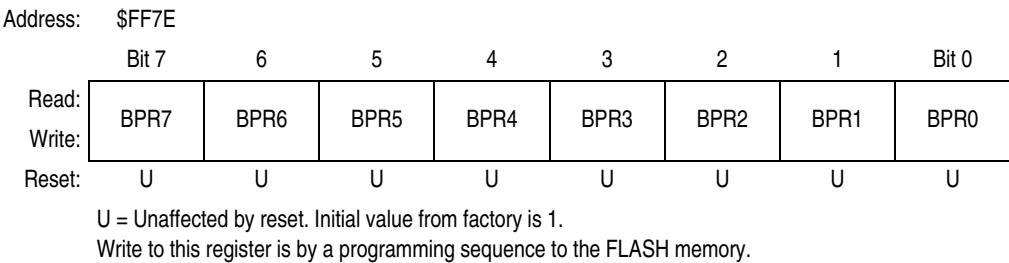 Address: $FF7E
Bit 7 6 5 4 3 2 1 Bit 0
Read:
BPR7 BPR6 BPR5 BPR4 BPR3 BPR2 BPR1 BPR0
Write:
Reset: U U U U U U U U
U = Unaffected by reset. Initial value from factory is 1.
Write to this register is by a programming sequence to the FLASH memory.